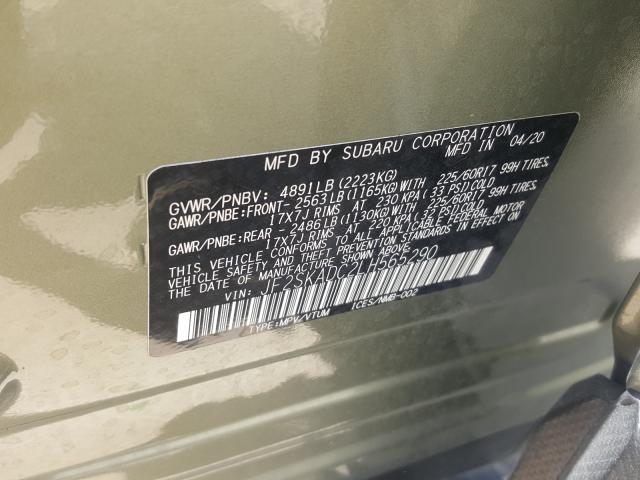 MFD BY SUBARU CORPORATION
MFD IN 04/20
GVWR/PNBV: 4891LB (2223KG)
GAWR/PNBE:FRONT-2563LB(1165KG)WITH 225/60R17 99H TIRES,
17X7J RIMS AT 230 KPA( 33 PSI)COLD
GAWR/PNBE:REAR -2486LB(1130KG)WITH 225/60R17 99H TIRES,
17X7J RIMS AT 220 KPA( 32 PSI)COLD
THIS VEHICLE CONFORMS TO ALL APPLICABLE FEDERAL MOTOR
VEHICLE SAFETY AND THEFT PREVENTION STANDARDS IN EFFECT ON
THE DATE OF MANUFACTURE SHOWN ABOVE.
VIN: JF2SKADC2LH565290
TYPE:MPV/VTUM ICES/NMB-002